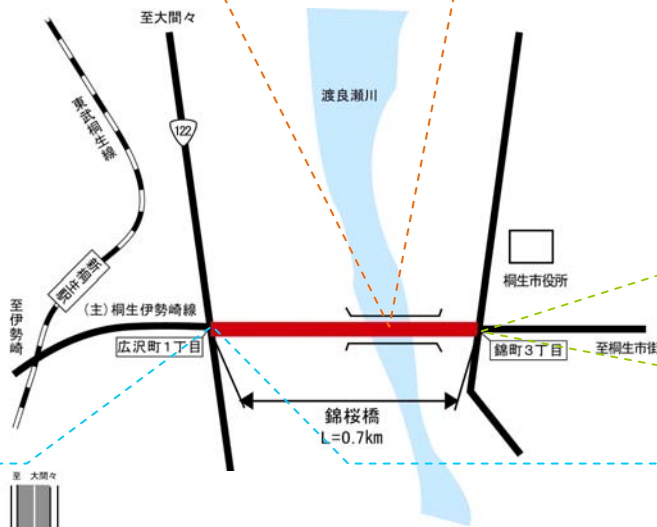 至大間々
渡良瀬川
東武桐生線
122
新桐生駅
桐生市役所
至伊勢崎
(主)桐生伊勢崎線
広沢町1丁目
錦町3丁目
至桐生市街
錦桜橋
L=0.7km
至 大間々